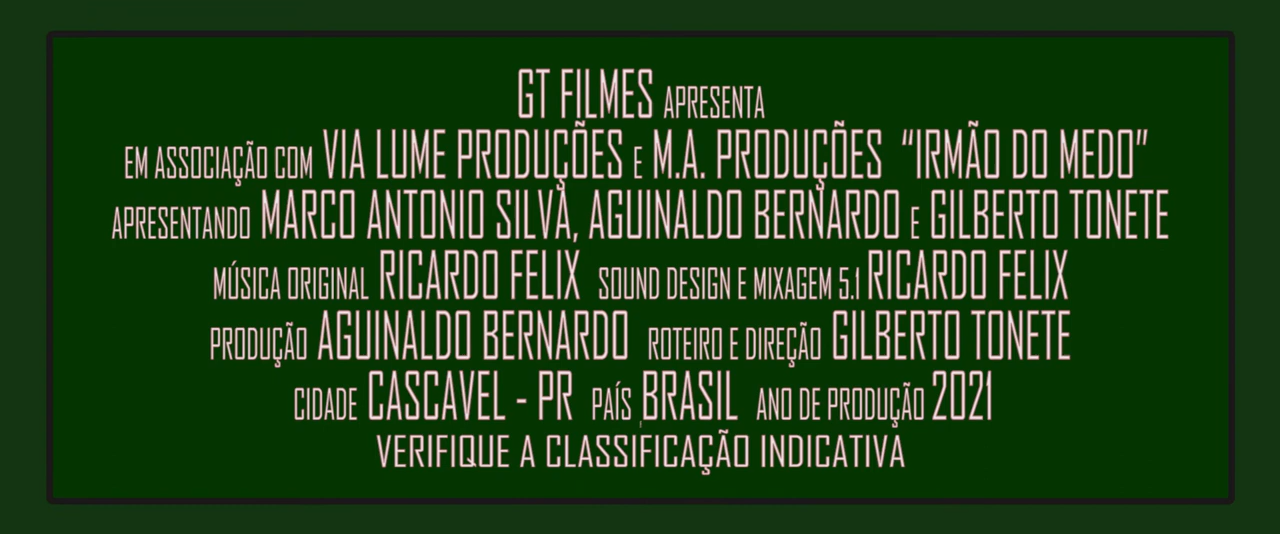 GT FILMES APRESENTA
EM ASSOCIAÇÃO COM VIA LUME PRODUÇÕES E M.A. PRODUÇÕES "IRMÃO DO MEDO"
APRESENTANDO MARCO ANTONIO SILVA, AGUINALDO BERNARDO E GILBERTO TONETE
MÚSICA ORIGINAL RICARDO FELIX SOUND DESIGN E MIXAGEM 5.1 RICARDO FELIX
PRODUÇÃO AGUINALDO BERNARDO ROTEIRO E DIREÇÃO GILBERTO TONETE
CIDADE CASCAVEL - PR PAÍS BRASIL ANO DE PRODUÇÃO 2021
VERIFIQUE A CLASSIFICAÇÃO INDICATIVA